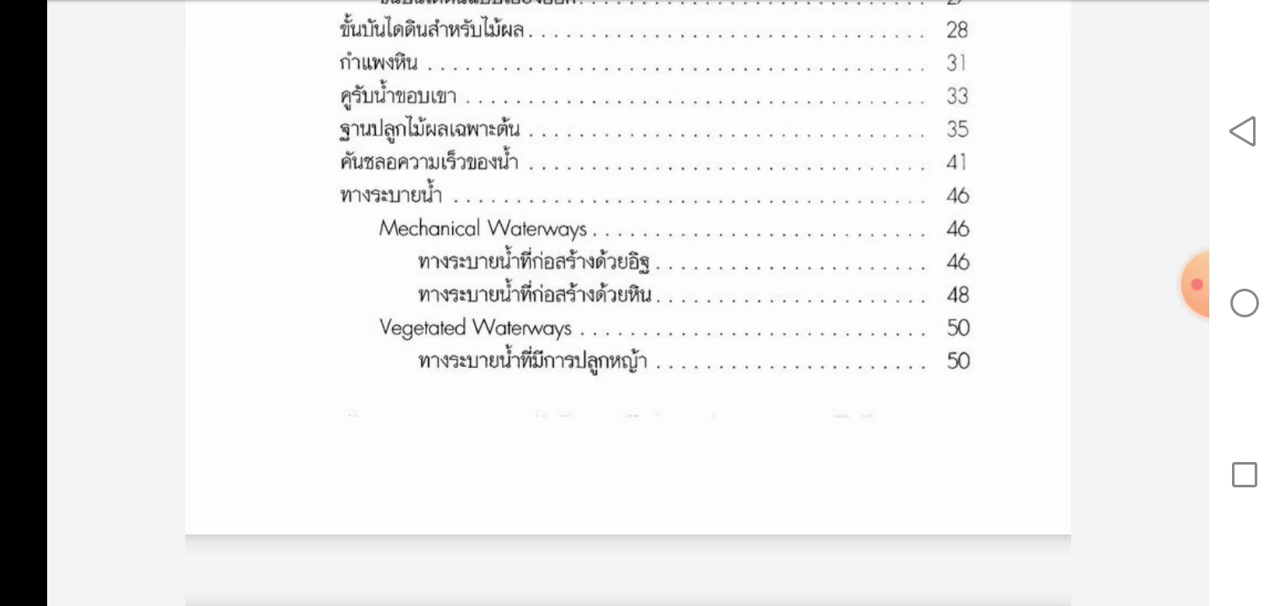 ขั้นบันไดดินสำหรับไม้ผล . . . . . . . . . . . . . . . . . . . . . . . . . . . . . . . . 28
กำแพงหิน . . . . . . . . . . . . . . . . . . . . . . . . . . . . . . . . . . . . . . . . 31
คูรับน้ำขอบเขา . . . . . . . . . . . . . . . . . . . . . . . . . . . . . . . . . . . . . 33
ฐานปลูกไม้ผลเฉพาะต้น . . . . . . . . . . . . . . . . . . . . . . . . . . . . . . . . 35
คันชลอความเร็วของน้ำ . . . . . . . . . . . . . . . . . . . . . . . . . . . . . . . . 41
ทางระบายน้ำ . . . . . . . . . . . . . . . . . . . . . . . . . . . . . . . . . . . . . . 46
Mechanical Waterways . . . . . . . . . . . . . . . . . . . . . . . . . . . 46
ทางระบายน้ำที่ก่อสร้างด้วยอิฐ . . . . . . . . . . . . . . . . . . . . . . 46
ทางระบายน้ำที่ก่อสร้างด้วยหิน . . . . . . . . . . . . . . . . . . . . . . 48
Vegetated Waterways . . . . . . . . . . . . . . . . . . . . . . . . . . . . 50
ทางระบายน้ำที่มีการปลูกหญ้า . . . . . . . . . . . . . . . . . . . . . . 50